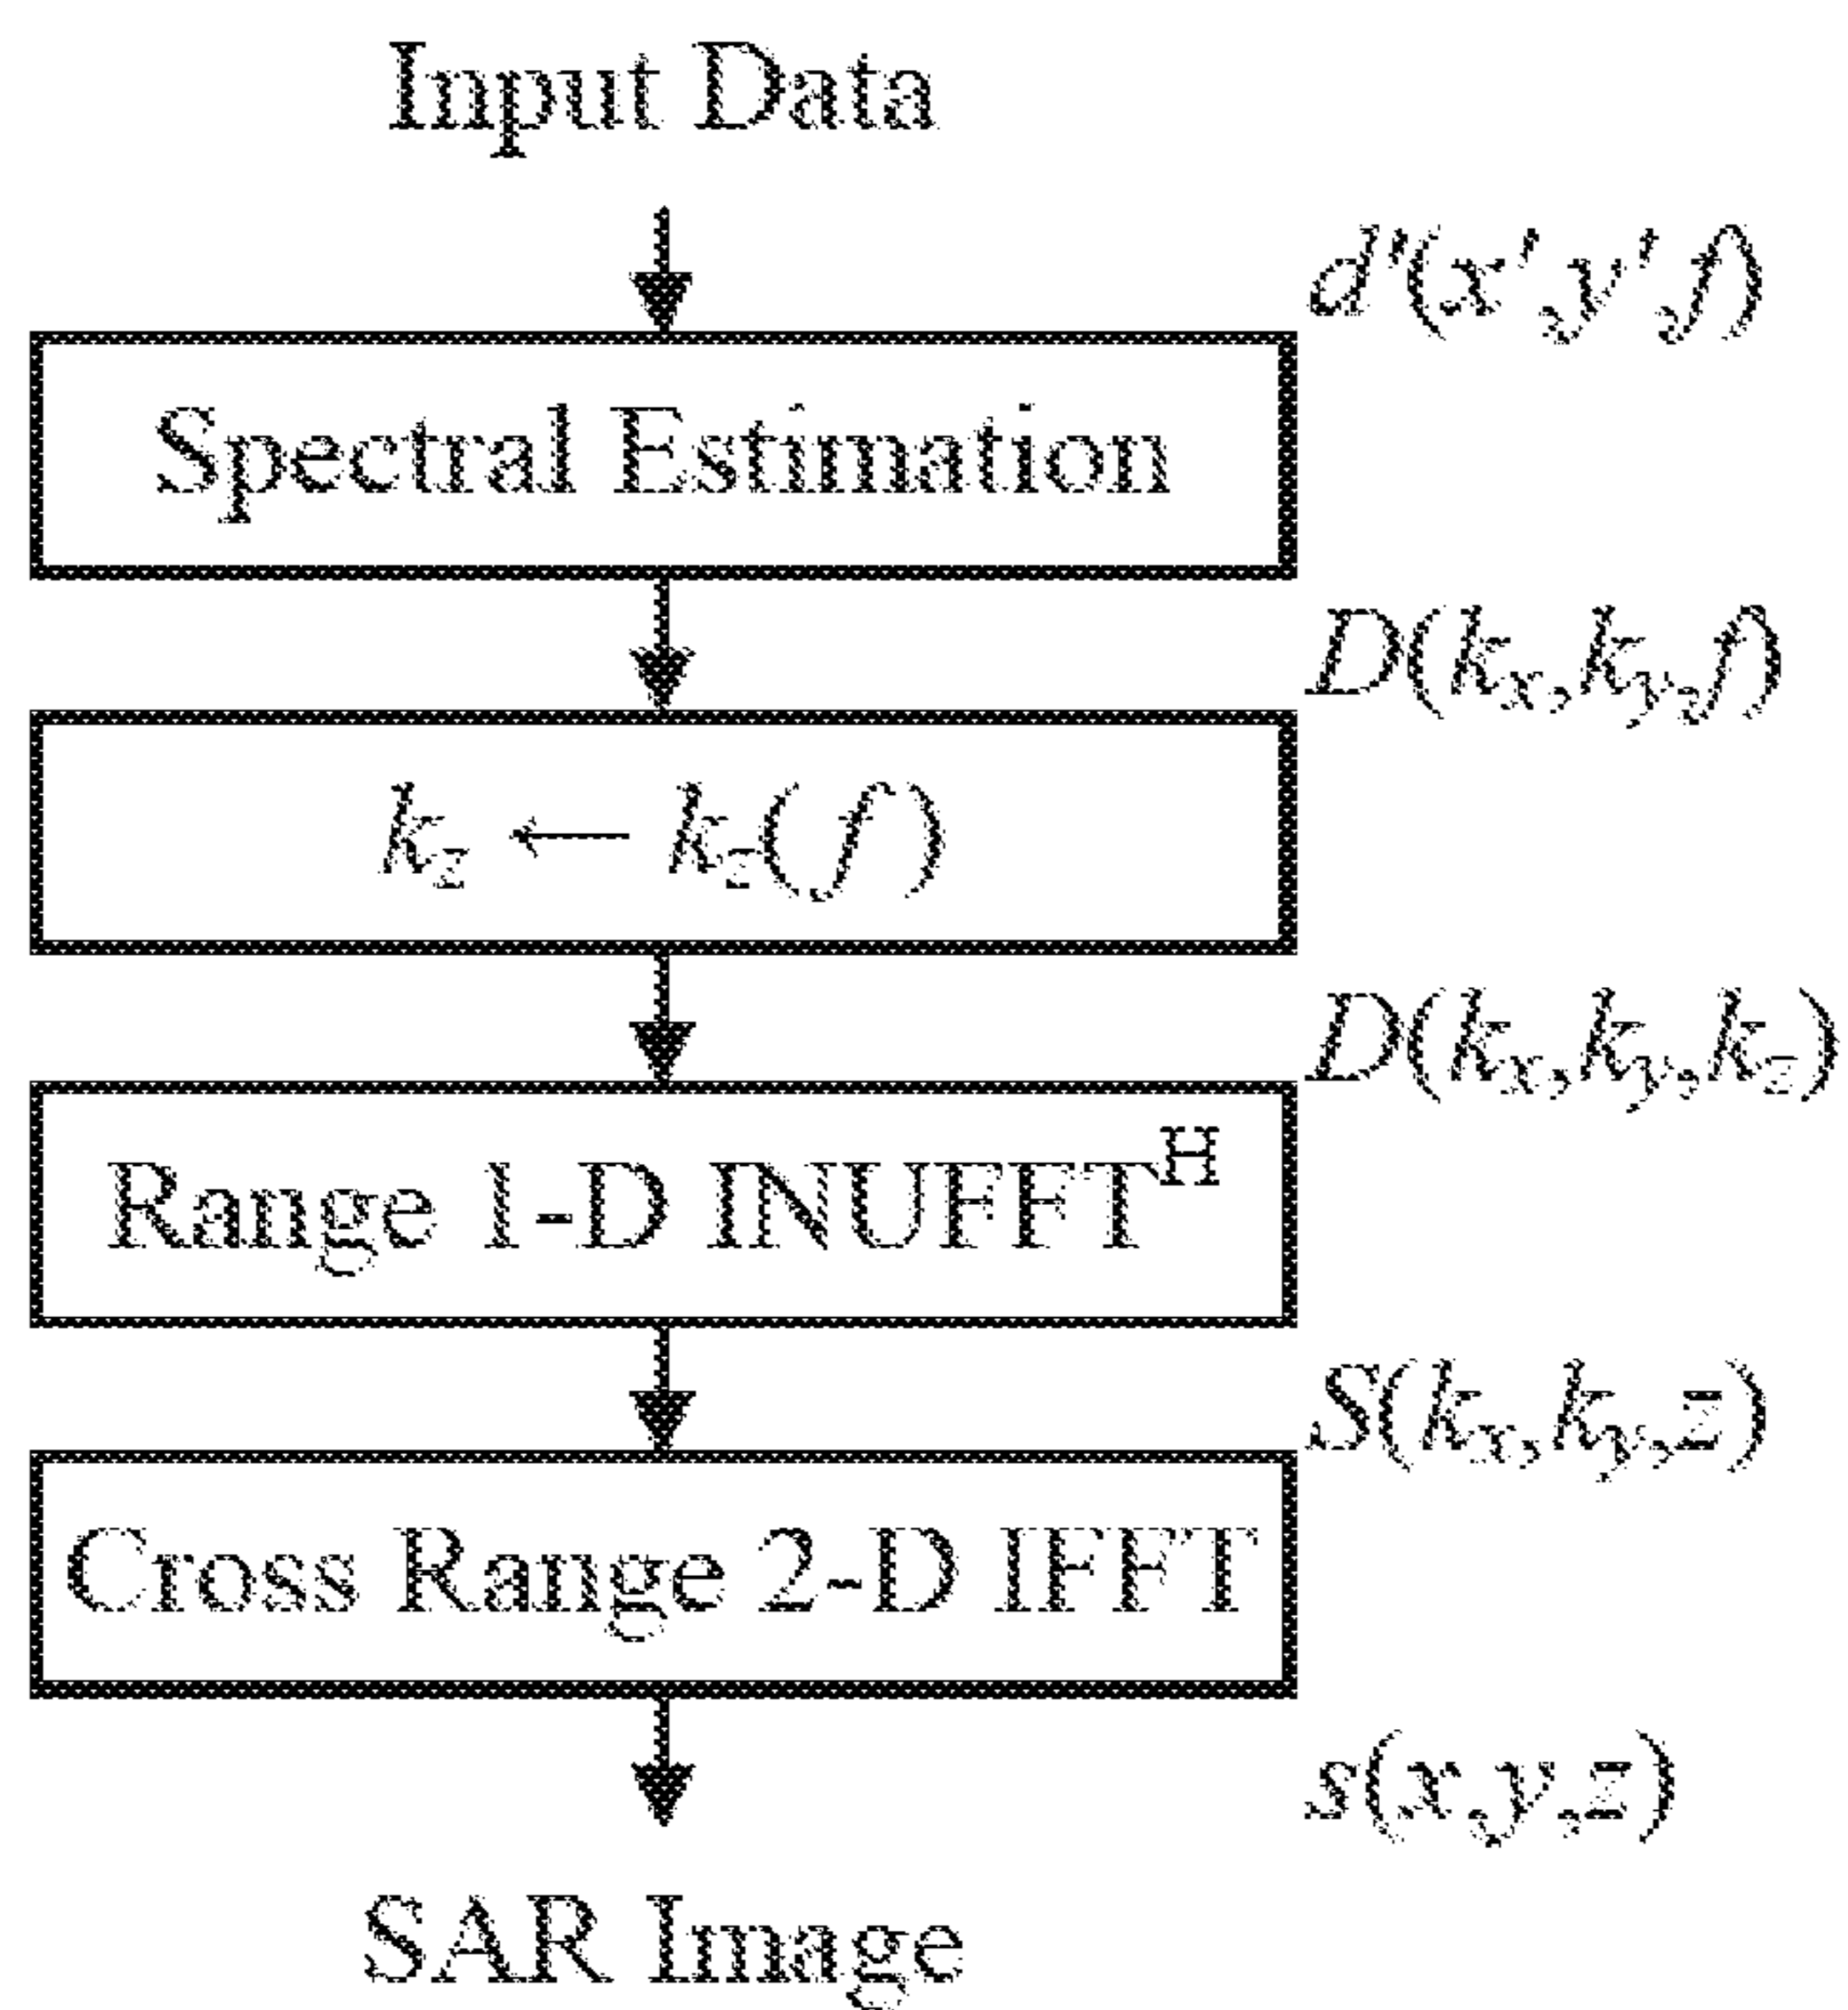 Input Data
d'(x',y',f)
Spectral Estimation
D(kx,ky,f)
kz ← kz(f)
D(kx,ky,kz)
Range 1-D INUFFTᴴ
S(kx,ky,z)
Cross Range 2-D IFFT
s(x,y,z)
SAR Image